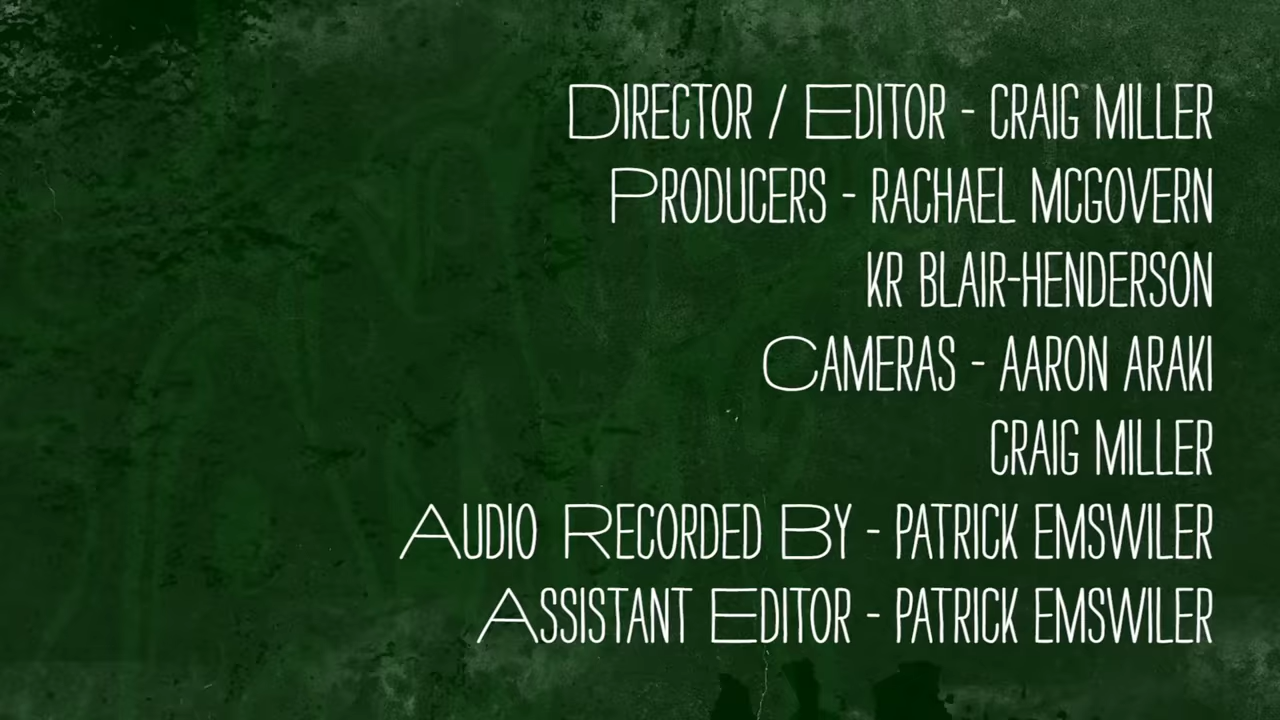 Director / Editor - CRAIG MILLER
Producers - RACHAEL MCGOVERN
KR BLAIR-HENDERSON
Cameras - AARON ARAKI
CRAIG MILLER
Audio Recorded By - PATRICK EMSWILER
Assistant Editor - PATRICK EMSWILER